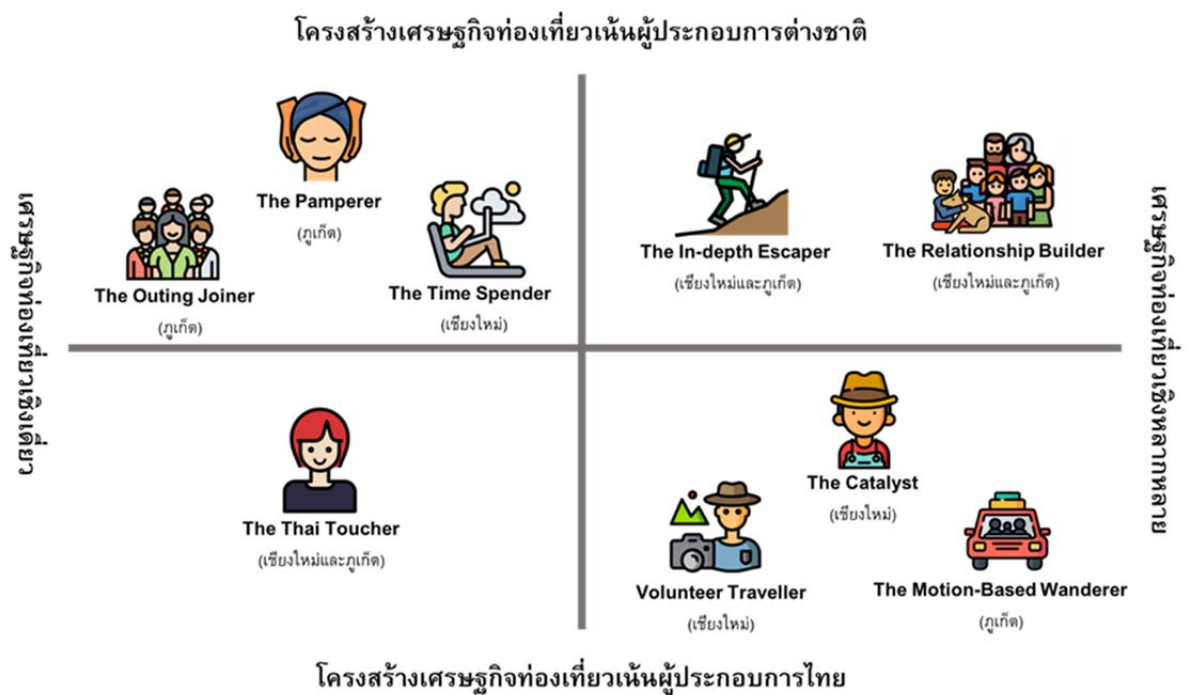 โครงสร้างเศรษฐกิจท่องเที่ยวเน้นผู้ประกอบการต่างชาติ
เศรษฐกิจท่องเที่ยวเชิงเดี่ยว
The Pamperer
(ภูเก็ต)
The Outing Joiner
(ภูเก็ต)
The Time Spender
(เชียงใหม่)
The In-depth Escaper
(เชียงใหม่และภูเก็ต)
The Relationship Builder
(เชียงใหม่และภูเก็ต)
เศรษฐกิจท่องเที่ยวเชิงหลากหลาย
The Thai Toucher
(เชียงใหม่และภูเก็ต)
The Catalyst
(เชียงใหม่)
Volunteer Traveller
(เชียงใหม่)
The Motion-Based Wanderer
(ภูเก็ต)
โครงสร้างเศรษฐกิจท่องเที่ยวเน้นผู้ประกอบการไทย